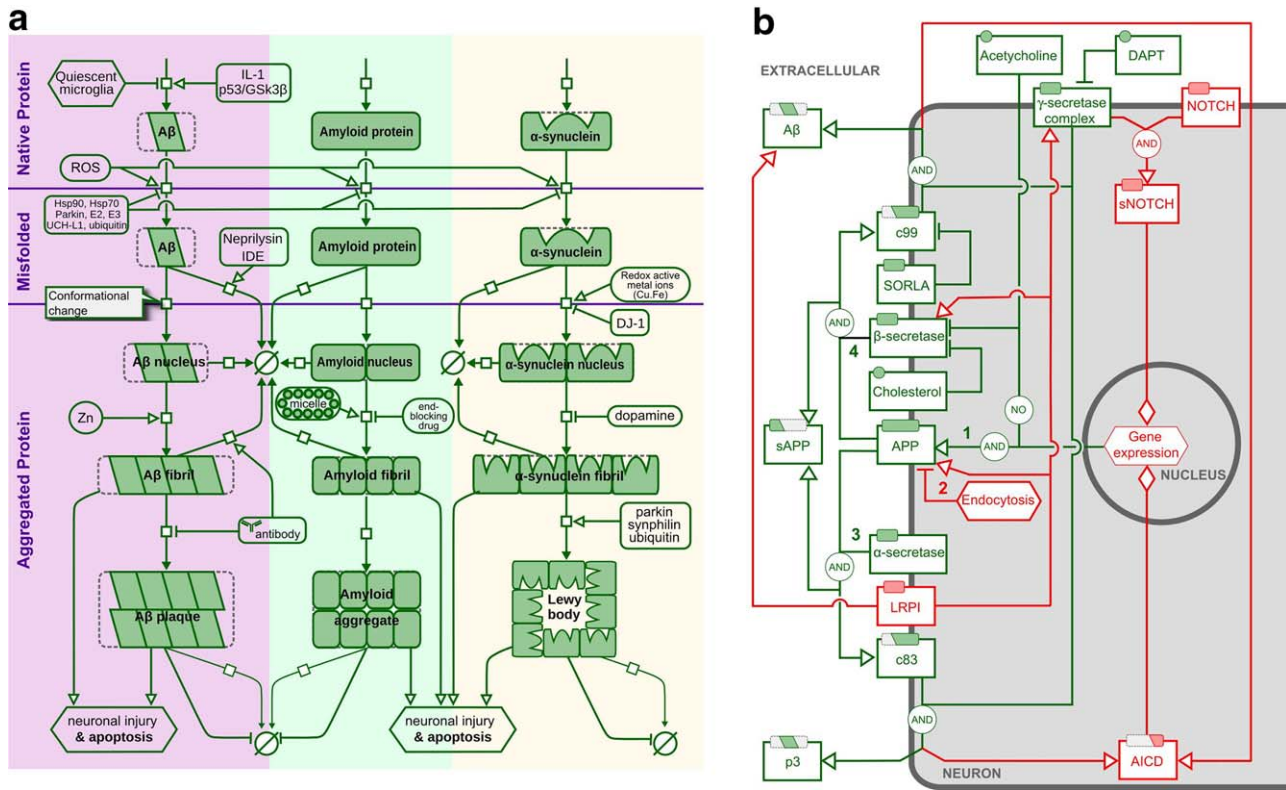 a
Native Protein
Misfolded
Aggregated Protein
Quiescent
microglia
IL-1
p53/GSk3β
Aβ
Amyloid protein
α-synuclein
ROS
Hsp90, Hsp70
Parkin, E2, E3
UCH-L1, ubiquitin
Aβ
Amyloid protein
α-synuclein
Neprilysin
IDE
Redox active
metal ions
(Cu.Fe)
Conformational
change
DJ-1
Aβ nucleus
Amyloid nucleus
α-synuclein nucleus
Zn
micelle
end-
blocking
drug
dopamine
Aβ fibril
Amyloid fibril
α-synuclein fibril
antibody
parkin
synphilin
ubiquitin
Aβ plaque
Amyloid
aggregate
Lewy
body
neuronal injury
& apoptosis
neuronal injury
& apoptosis
b
EXTRACELLULAR
Acetycholine
DAPT
Aβ
γ-secretase
complex
NOTCH
AND
AND
sNOTCH
c99
SORLA
AND
β-secretase
4
Cholesterol
NO
sAPP
APP
1
AND
Gene
expression
NUCLEUS
2
Endocytosis
3
α-secretase
AND
LRPI
c83
AND
p3
AICD
NEURON